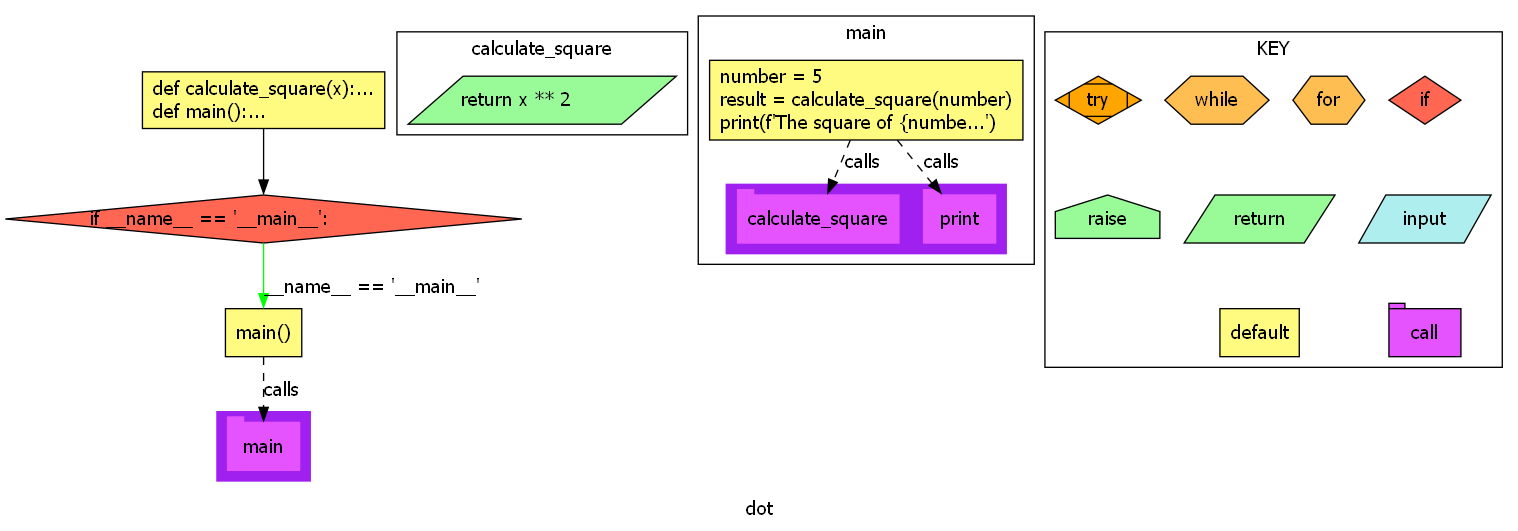 def calculate_square(x):...
def main():...
if __name__ == '__main__':
__name__ == '__main__'
main()
calls
main
calculate_square
return x ** 2
main
number = 5
result = calculate_square(number)
print(f'The square of {numbe...')
calls calls
calculate_square print
KEY
try while for if
raise return input
default call
dot